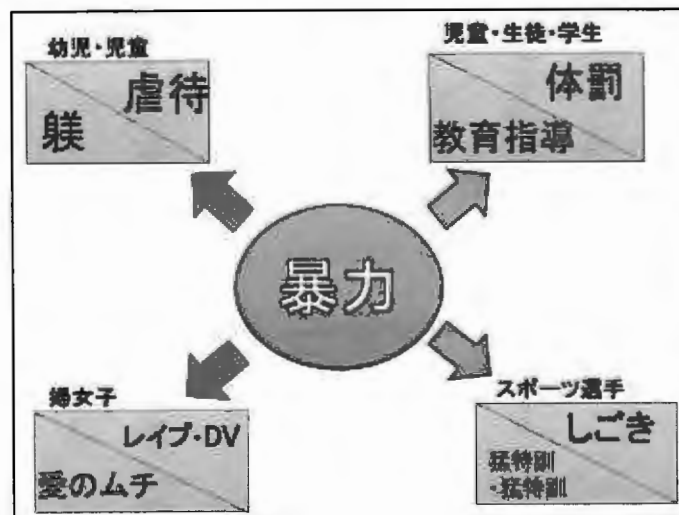 幼児・児童
虐待
躾
児童・生徒・学生
体罰
教育指導
暴力
婦女子
レイプ・DV
愛のムチ
スポーツ選手
しごき
猛特訓
・猛特訓